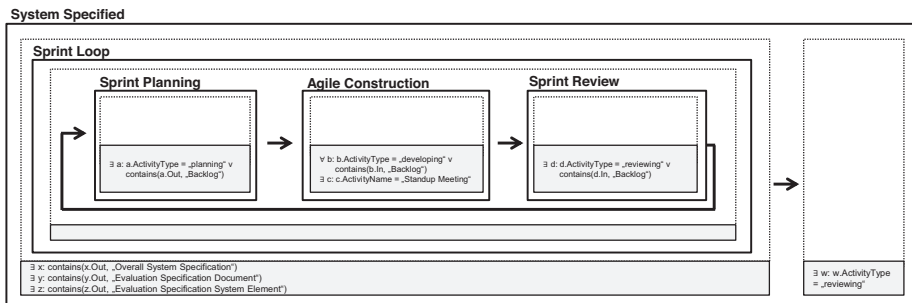 System Specified
Sprint Loop
Sprint Planning
∃ a: a.ActivityType = „planning“ v
contains(a.Out, „Backlog“)
Agile Construction
∀ b: b.ActivityType = „developing“ v
contains(b.In, „Backlog“)
∃ c: c.ActivityName = „Standup Meeting“
Sprint Review
∃ d: d.ActivityType = „reviewing“ v
contains(d.In, „Backlog“)
∃ x: contains(x.Out, „Overall System Specification“)
∃ y: contains(y.Out, „Evaluation Specification Document“)
∃ z: contains(z.Out, „Evaluation Specification System Element“)
∃ w: w.ActivityType
= „reviewing“